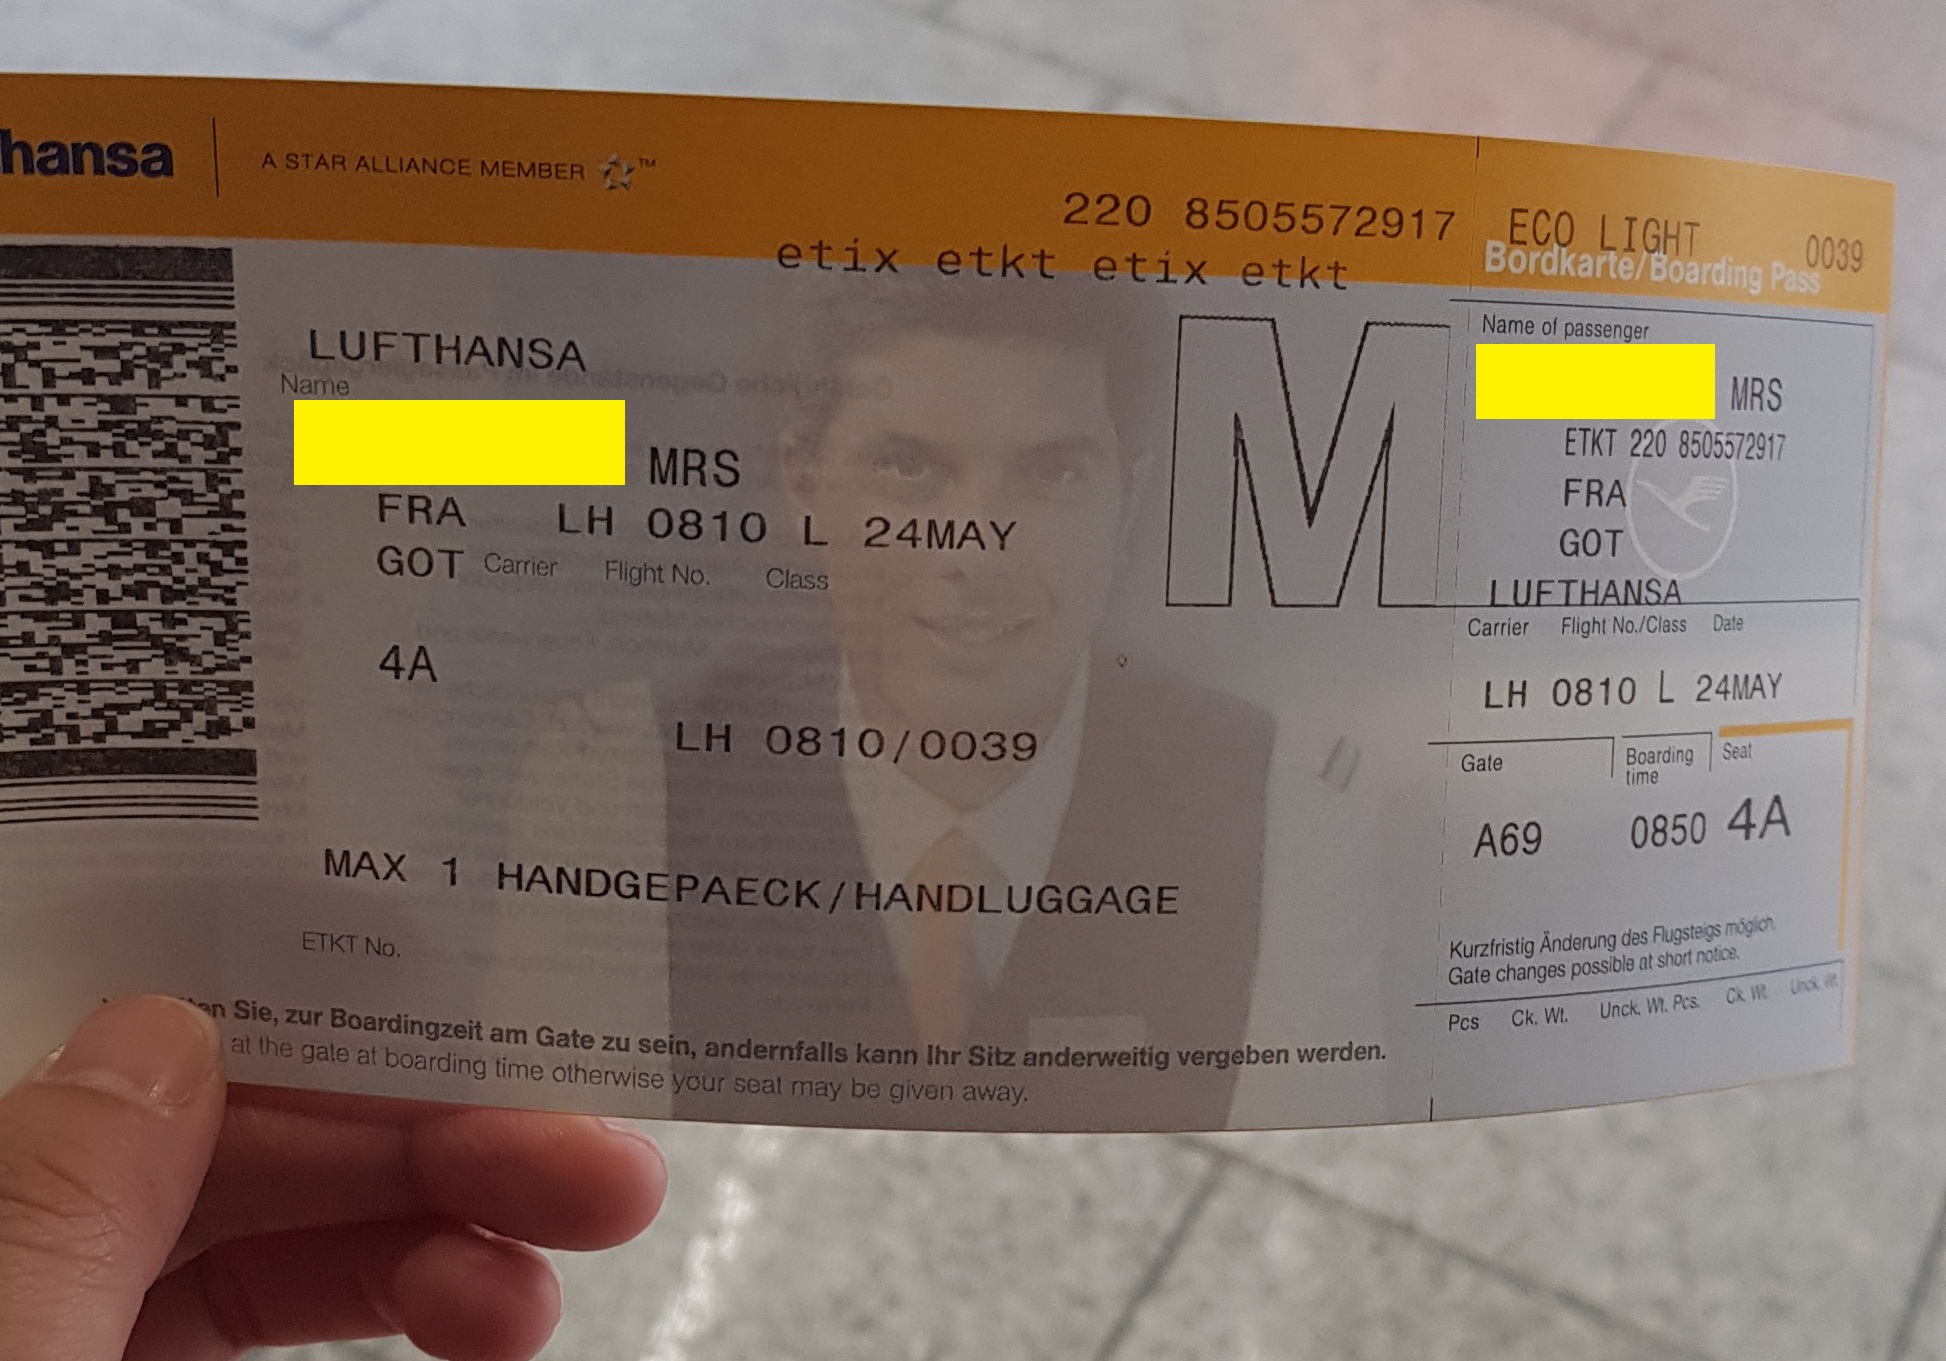 hansa
A STAR ALLIANCE MEMBER ™
220 8505572917
etix etkt etix etkt
LUFTHANSA
Name
MRS
FRA LH 0810 L 24MAY
GOT Carrier Flight No. Class
4A
LH 0810/0039
MAX 1 HANDGEPAECK/HANDLUGGAGE
ETKT No.
Sie, zur Boardingzeit am Gate zu sein, andernfalls kann Ihr Sitz anderweitig vergeben werden.
at the gate at boarding time otherwise your seat may be given away.
M
ECO LIGHT 0039
Bordkarte/Boarding Pass
Name of passenger
MRS
ETKT 220 8505572917
FRA
GOT
LUFTHANSA
Carrier Flight No./Class Date
LH 0810 L 24MAY
Gate Boarding time Seat
A69 0850 4A
Kurzfristig Änderung des Flugsteigs möglich.
Gate changes possible at short notice.
Pcs Ck. Wt. Unck. Wt. Pcs. Ck. Wt. Unck. Wt.